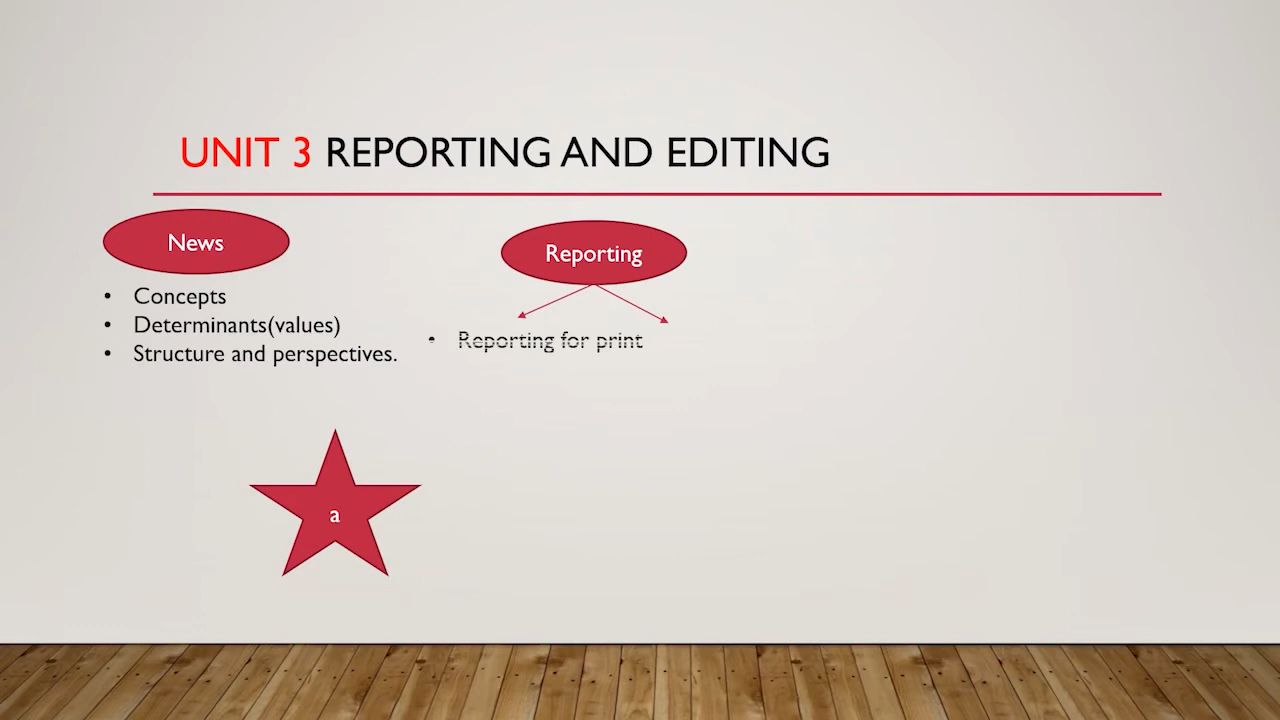 UNIT 3 REPORTING AND EDITING
News
• Concepts
• Determinants(values)
• Structure and perspectives.
Reporting
• Reporting for print
a